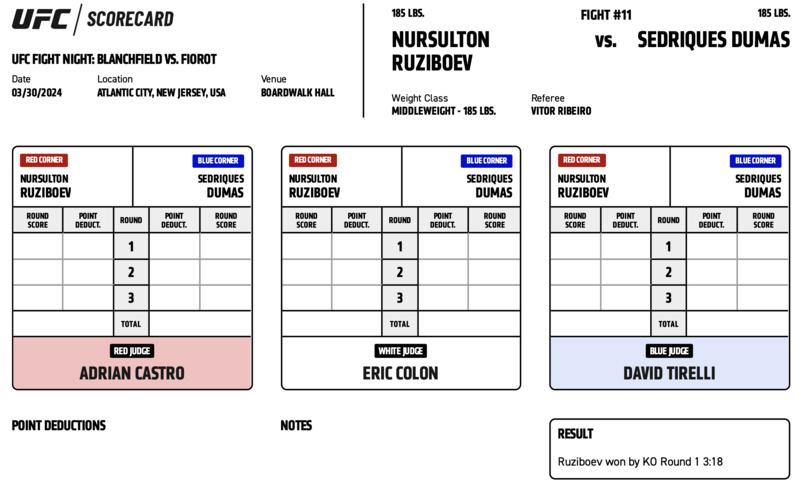 UFC SCORECARD
UFC FIGHT NIGHT: BLANCHFIELD VS. FIOROT
Date Location Venue
03/30/2024 ATLANTIC CITY, NEW JERSEY, USA BOARDWALK HALL
185 LBS. FIGHT #11 185 LBS.
NURSULTON VS. SEDRIQUES DUMAS
RUZIBOEV
Weight Class Referee
MIDDLEWEIGHT - 185 LBS. VITOR RIBEIRO
RED CORNER BLUE CORNER
NURSULTON SEDRIQUES
RUZIBOEV DUMAS
ROUND POINT ROUND POINT ROUND
SCORE DEDUCT. DEDUCT. SCORE
1
2
3
TOTAL
RED JUDGE
ADRIAN CASTRO
RED CORNER BLUE CORNER
NURSULTON SEDRIQUES
RUZIBOEV DUMAS
ROUND POINT ROUND POINT ROUND
SCORE DEDUCT. DEDUCT. SCORE
1
2
3
TOTAL
WHITE JUDGE
ERIC COLON
RED CORNER BLUE CORNER
NURSULTON SEDRIQUES
RUZIBOEV DUMAS
ROUND POINT ROUND POINT ROUND
SCORE DEDUCT. DEDUCT. SCORE
1
2
3
TOTAL
BLUE JUDGE
DAVID TIRELLI
POINT DEDUCTIONS
NOTES
RESULT
Ruziboev won by KO Round 1 3:18